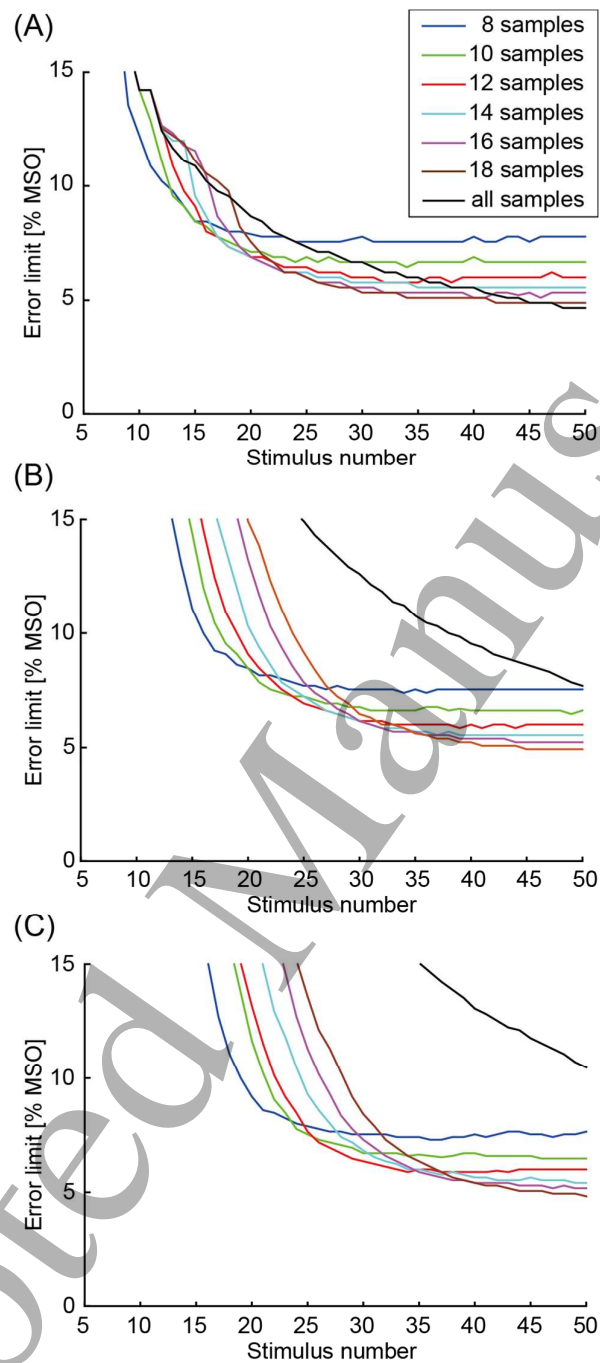 (A)
8 samples
10 samples
12 samples
14 samples
16 samples
18 samples
all samples
Error limit [% MSO]
15
10
5
0
5 10 15 20 25 30 35 40 45 50
Stimulus number
(B)
Error limit [% MSO]
15
10
5
0
5 10 15 20 25 30 35 40 45 50
Stimulus number
(C)
Error limit [% MSO]
15
10
5
0
5 10 15 20 25 30 35 40 45 50
Stimulus number
pted Manus